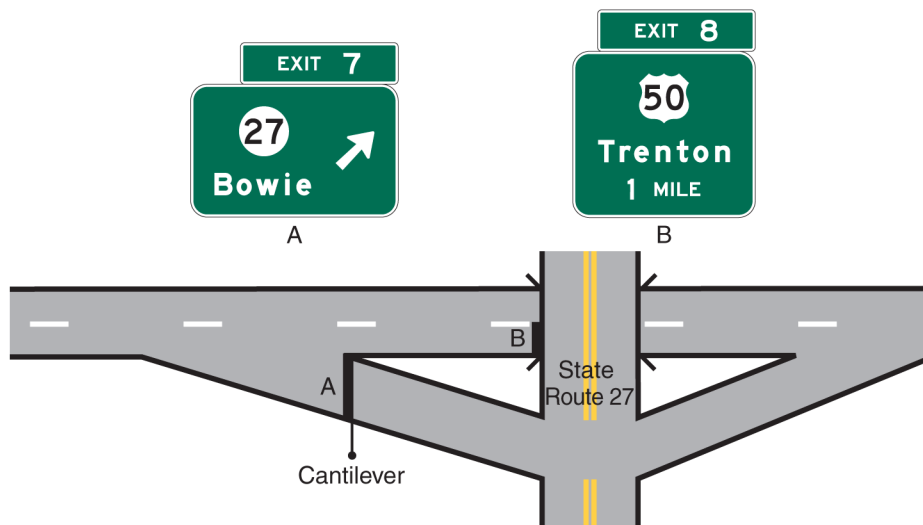 EXIT 7
27
Bowie
A
EXIT 8
50
Trenton
1 MILE
B
B
A
State
Route 27
Cantilever